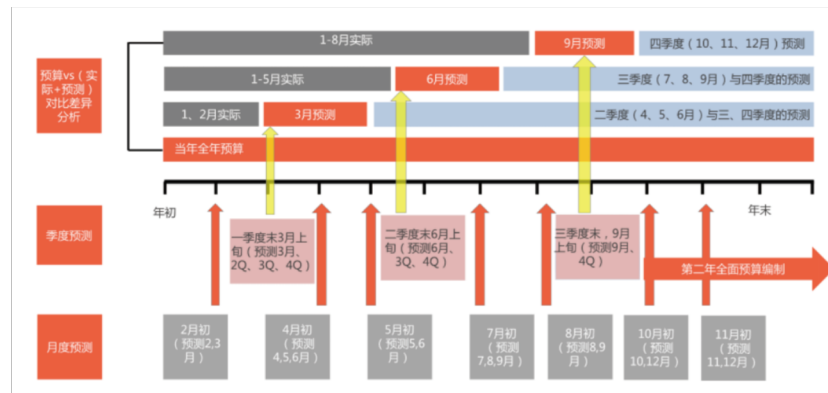 1-8月实际
9月预测
四季度（10、11、12月）预测
预算vs（实
际+预测）
对比差异
分析
1-5月实际
6月预测
三季度（7、8、9月）与四季度的预测
1、2月实际
3月预测
二季度（4、5、6月）与三、四季度的预测
当年全年预算
年初
年末
季度预测
一季度末3月上
旬（预测3月、
2Q、3Q、4Q）
二季度末6月上
旬（预测6月、
3Q、4Q）
三季度末，9月
上旬（预测9月、
4Q）
第二年全面预算编制
月度预测
2月初
（预测2,3
月）
4月初
（预测
4,5,6月）
5月初
（预测5,6
月）
7月初
（预测
7,8,9月）
8月初
（预测8,9
月）
10月初
（预测
10,12月）
11月初
（预测
11,12月）